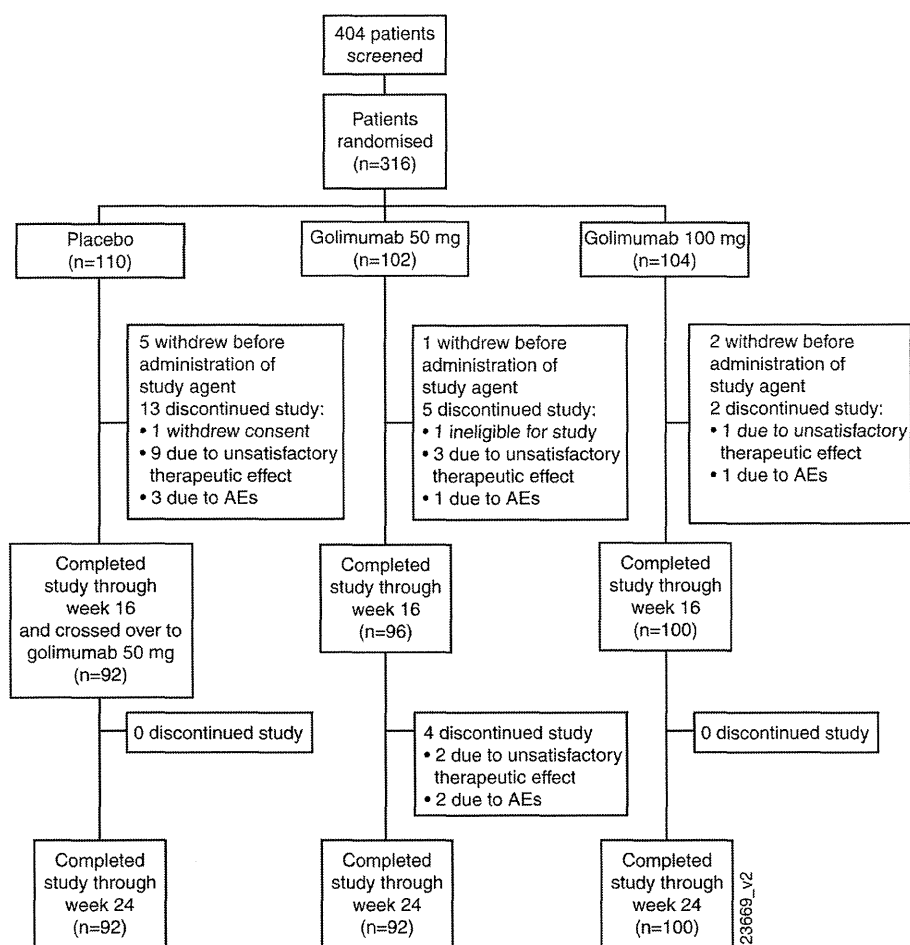 404 patients
screened
Patients
randomised
(n=316)
Placebo
(n=110)
Golimumab 50 mg
(n=102)
Golimumab 100 mg
(n=104)
5 withdrew before
administration of
study agent
13 discontinued study:
• 1 withdrew consent
• 9 due to unsatisfactory
therapeutic effect
• 3 due to AEs
1 withdrew before
administration of
study agent
5 discontinued study:
• 1 ineligible for study
• 3 due to unsatisfactory
therapeutic effect
• 1 due to AEs
2 withdrew before
administration of
study agent
2 discontinued study:
• 1 due to unsatisfactory
therapeutic effect
• 1 due to AEs
Completed
study through
week 16
and crossed over to
golimumab 50 mg
(n=92)
Completed
study through
week 16
(n=96)
Completed
study through
week 16
(n=100)
0 discontinued study
4 discontinued study
• 2 due to unsatisfactory
therapeutic effect
• 2 due to AEs
0 discontinued study
Completed
study through
week 24
(n=92)
Completed
study through
week 24
(n=92)
Completed
study through
week 24
(n=100)
23669_v2